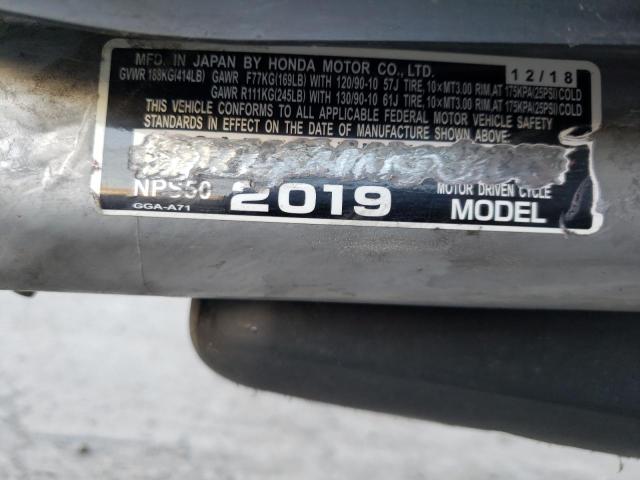 MFD. IN JAPAN BY HONDA MOTOR CO., LTD. 12/18
GVWR 188KG(414LB) GAWR F77KG(169LB) WITH 120/90-10 57J TIRE, 10×MT3.00 RIM, AT 175KPA(25PSI)COLD
GAWR R111KG(245LB) WITH 130/90-10 61J TIRE, 10×MT3.00 RIM, AT 175KPA(25PSI)COLD
THIS VEHICLE CONFORMS TO ALL APPLICABLE FEDERAL MOTOR VEHICLE SAFETY
STANDARDS IN EFFECT ON THE DATE OF MANUFACTURE SHOWN ABOVE.
NPS50 2019 MOTOR DRIVEN CYCLE
GGA-A71 MODEL